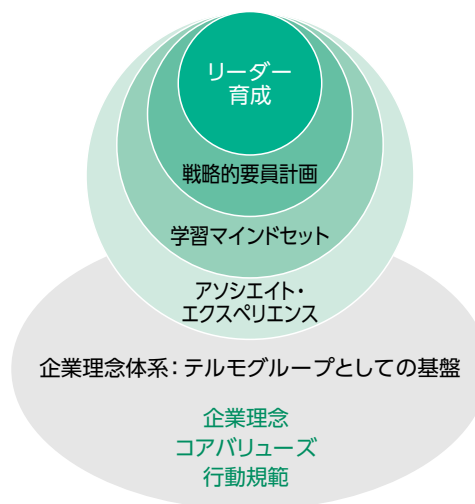 リーダー
育成
戦略的要員計画
学習マインドセット
アソシエイト・
エクスペリエンス
企業理念体系：テルモグループとしての基盤
企業理念
コアバリューズ
行動規範